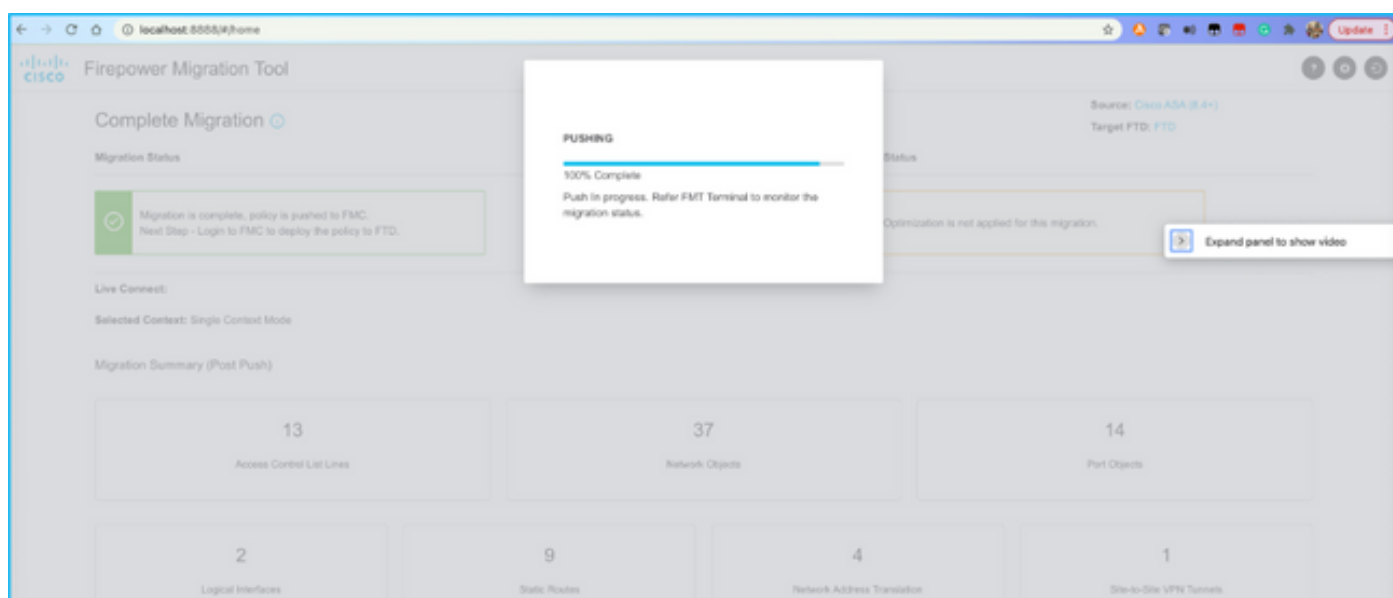 localhost:8888/#/home
Update
CISCO
Firepower Migration Tool
Complete Migration
Source: Cisco ASA (8.4+)
Target FTD: FTD
PUSHING
100% Complete
Push In progress. Refer FMT Terminal to monitor the
migration status.
Migration Status
Status
Migration is complete, policy is pushed to FMC.
Next Step - Login to FMC to deploy the policy to FTD.
Optimization is not applied for this migration.
Expand panel to show video
Live Connect:
Selected Context: Single Context Mode
Migration Summary (Post Push)
13
Access Control List Lines
37
Network Objects
14
Port Objects
2
Logical Interfaces
9
Static Routes
4
Network Address Translation
1
Site-to-Site VPN Tunnels